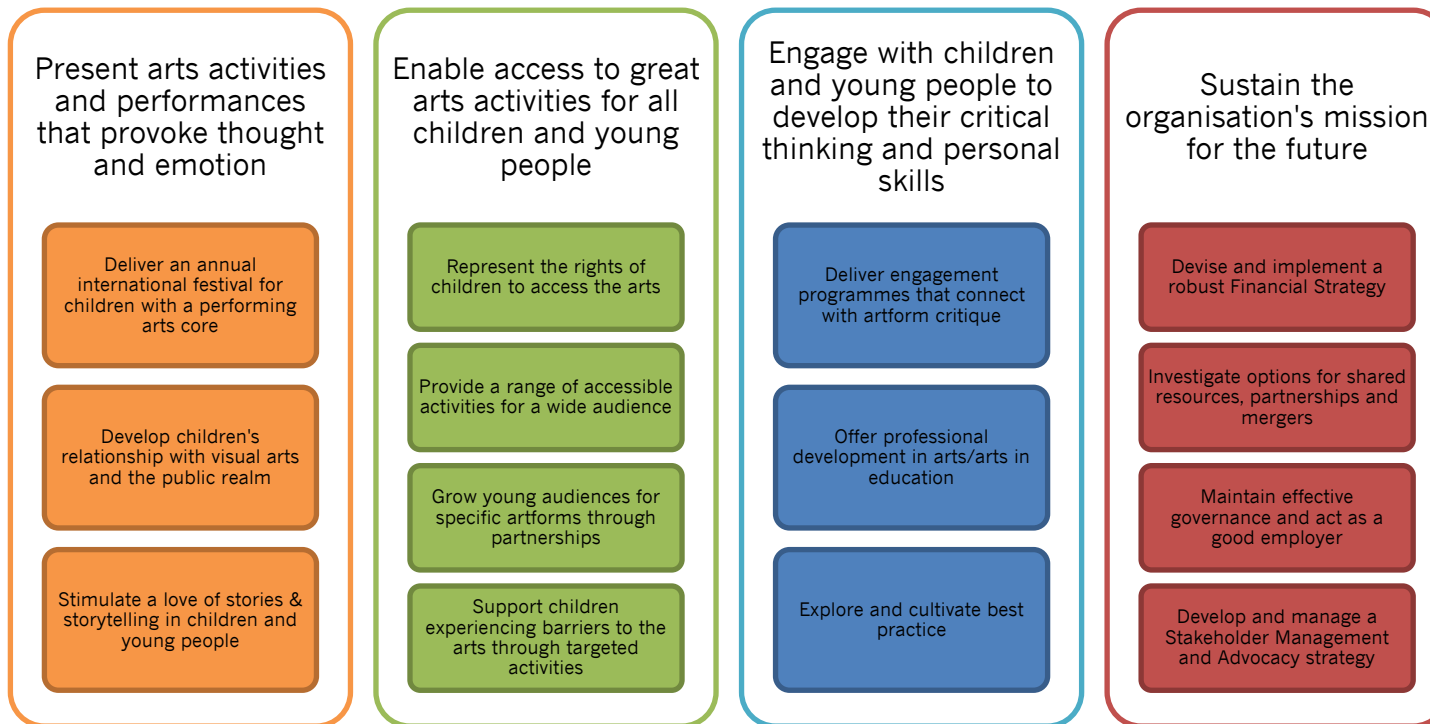 Present arts activities
and performances
that provoke thought
and emotion
Deliver an annual
international festival for
children with a performing
arts core
Develop children's
relationship with visual arts
and the public realm
Stimulate a love of stories &
storytelling in children and
young people
Enable access to great
arts activities for all
children and young
people
Represent the rights of
children to access the arts
Provide a range of accessible
activities for a wide audience
Grow young audiences for
specific artforms through
partnerships
Support children
experiencing barriers to the
arts through targeted
activities
Engage with children
and young people to
develop their critical
thinking and personal
skills
Deliver engagement
programmes that connect
with artform critique
Offer professional
development in arts/arts in
education
Explore and cultivate best
practice
Sustain the
organisation's mission
for the future
Devise and implement a
robust Financial Strategy
Investigate options for shared
resources, partnerships and
mergers
Maintain effective
governance and act as a
good employer
Develop and manage a
Stakeholder Management
and Advocacy strategy